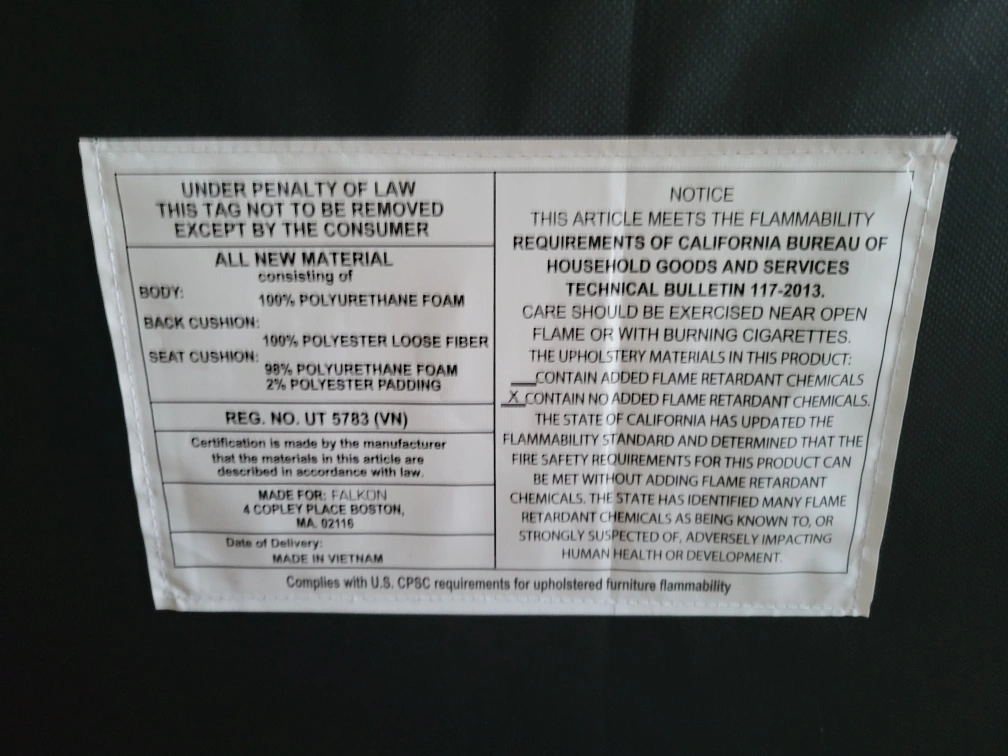 UNDER PENALTY OF LAW
THIS TAG NOT TO BE REMOVED
EXCEPT BY THE CONSUMER
ALL NEW MATERIAL
consisting of
BODY:
100% POLYURETHANE FOAM
BACK CUSHION:
100% POLYESTER LOOSE FIBER
SEAT CUSHION:
98% POLYURETHANE FOAM
2% POLYESTER PADDING
REG. NO. UT 5783 (VN)
Certification is made by the manufacturer
that the materials in this article are
described in accordance with law.
MADE FOR: FALKON
4 COPLEY PLACE BOSTON,
MA. 02116
Date of Delivery:
MADE IN VIETNAM
NOTICE
THIS ARTICLE MEETS THE FLAMMABILITY
REQUIREMENTS OF CALIFORNIA BUREAU OF
HOUSEHOLD GOODS AND SERVICES
TECHNICAL BULLETIN 117-2013.
CARE SHOULD BE EXERCISED NEAR OPEN
FLAME OR WITH BURNING CIGARETTES.
THE UPHOLSTERY MATERIALS IN THIS PRODUCT:
___CONTAIN ADDED FLAME RETARDANT CHEMICALS
_X_CONTAIN NO ADDED FLAME RETARDANT CHEMICALS.
THE STATE OF CALIFORNIA HAS UPDATED THE
FLAMMABILITY STANDARD AND DETERMINED THAT THE
FIRE SAFETY REQUIREMENTS FOR THIS PRODUCT CAN
BE MET WITHOUT ADDING FLAME RETARDANT
CHEMICALS. THE STATE HAS IDENTIFIED MANY FLAME
RETARDANT CHEMICALS AS BEING KNOWN TO, OR
STRONGLY SUSPECTED OF, ADVERSELY IMPACTING
HUMAN HEALTH OR DEVELOPMENT.
Complies with U.S. CPSC requirements for upholstered furniture flammability